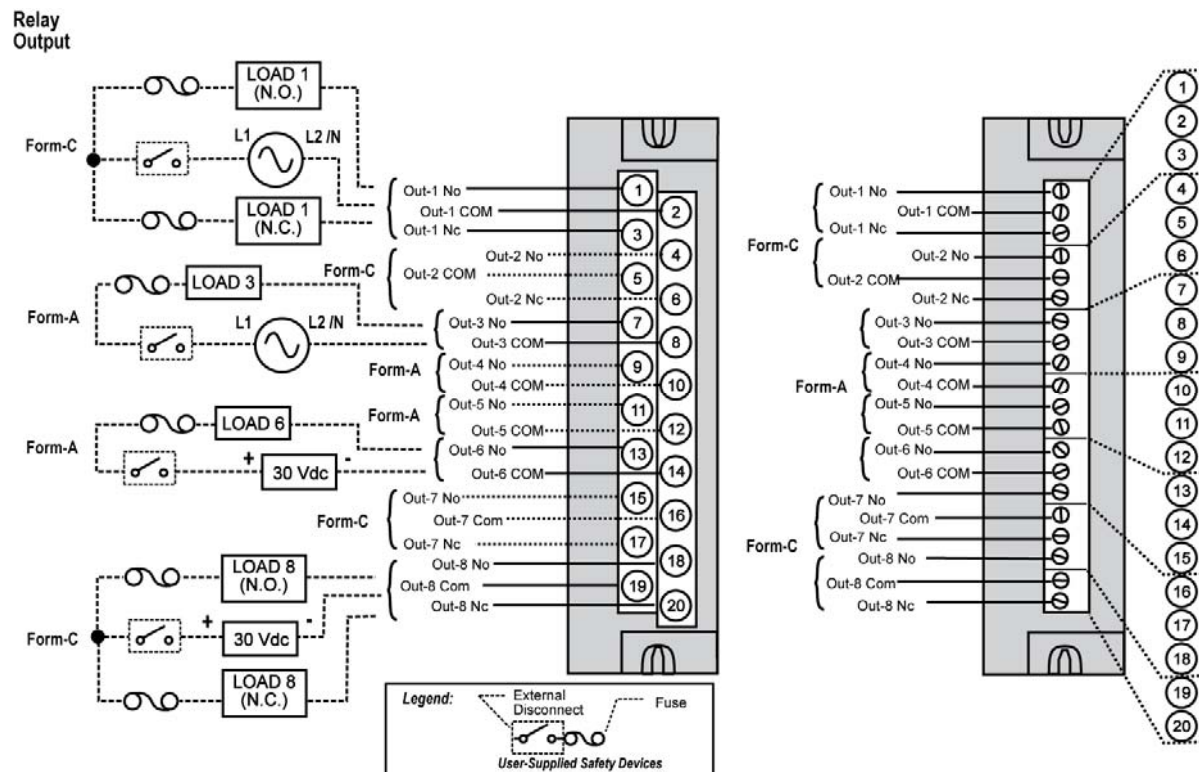 Relay
Output
LOAD 1
(N.O.)
Form-C
L1
L2 /N
LOAD 1
(N.C.)
LOAD 3
Form-A
L1
L2 /N
LOAD 6
Form-A
+
30 Vdc
-
LOAD 8
(N.O.)
Form-C
+
30 Vdc
-
LOAD 8
(N.C.)
Out-1 No
Out-1 COM
Out-1 Nc
Form-C
Out-2 No
Out-2 COM
Out-2 Nc
Out-3 No
Out-3 COM
Form-A
Out-4 No
Out-4 COM
Form-A
Out-5 No
Out-5 COM
Out-6 No
Out-6 COM
Form-C
Out-7 No
Out-7 Com
Out-7 Nc
Out-8 No
Out-8 Com
Out-8 Nc
1
2
3
4
5
6
7
8
9
10
11
12
13
14
15
16
17
18
19
20
Legend:
External
Disconnect
Fuse
User-Supplied Safety Devices
Out-1 No
Out-1 COM
Out-1 Nc
Form-C
Out-2 No
Out-2 COM
Out-2 Nc
Out-3 No
Out-3 COM
Out-4 No
Form-A
Out-4 COM
Out-5 No
Out-5 COM
Out-6 No
Out-6 COM
Out-7 No
Out-7 Com
Form-C
Out-7 Nc
Out-8 No
Out-8 Com
Out-8 Nc
1
2
3
4
5
6
7
8
9
10
11
12
13
14
15
16
17
18
19
20